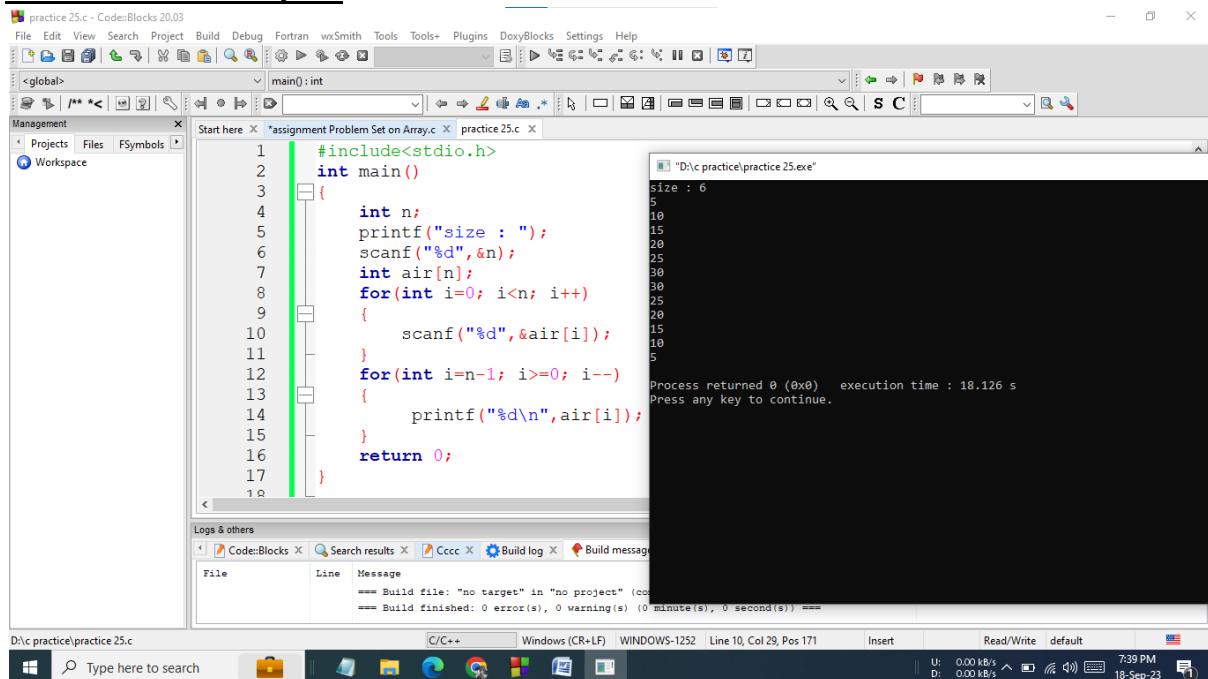 practice 25.c - Code::Blocks 20.03
File Edit View Search Project Build Debug Fortran wxSmith Tools Tools+ Plugins DoxyBlocks Settings Help
<global>
main() : int
/** *<
S C
Management
Projects Files FSymbols
Workspace
Start here *assignment Problem Set on Array.c practice 25.c
1 #include<stdio.h>
2 int main()
3 {
4 int n;
5 printf("size : ");
6 scanf("%d",&n);
7 int air[n];
8 for(int i=0; i<n; i++)
9 {
10 scanf("%d",&air[i]);
11 }
12 for(int i=n-1; i>=0; i--)
13 {
14 printf("%d\n",air[i]);
15 }
16 return 0;
17 }
18
"D:\c practice\practice 25.exe"
size : 6
5
10
15
20
25
30
30
25
20
15
10
5
Process returned 0 (0x0) execution time : 18.126 s
Press any key to continue.
Logs & others
Code::Blocks Search results Cccc Build log Build messag
File Line Message
=== Build file: "no target" in "no project" (co
=== Build finished: 0 error(s), 0 warning(s) (0 minute(s), 0 second(s)) ===
D:\c practice\practice 25.c C/C++ Windows (CR+LF) WINDOWS-1252 Line 10, Col 29, Pos 171 Insert Read/Write default
Type here to search
U: 0.00 kB/s
D: 0.00 kB/s
7:39 PM
18-Sep-23